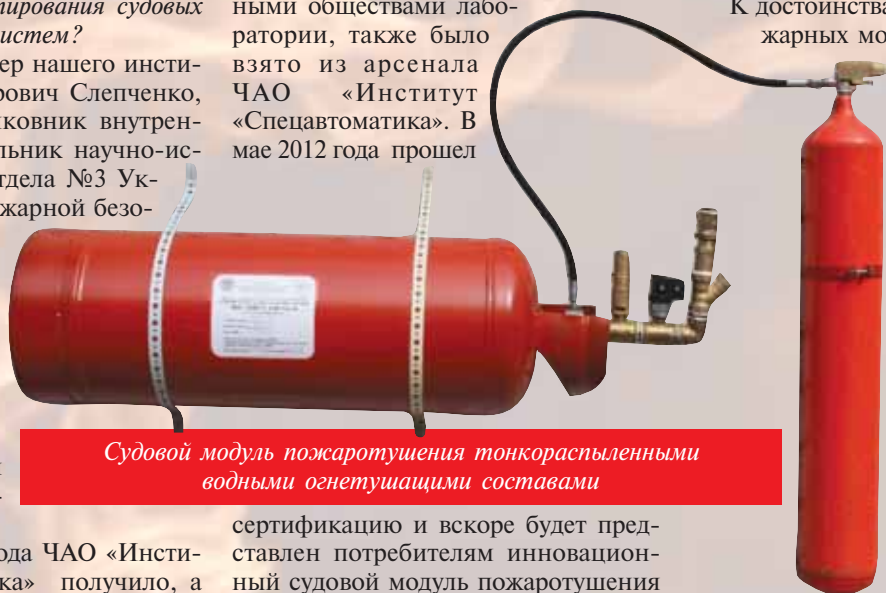 тирования судовых
истем?
ер нашего инсти-
рович Слепченко,
ковник внутрен-
льник научно-ис-
тдела №3 Ук-
жарной безо-
ода ЧАО «Инсти-
ка» получило, а
ными обществами лабо-
ратории, также было
взято из арсенала
ЧАО «Институт
«Спецавтоматика». В
мае 2012 года прошел
Судовой модуль пожаротушения тонкораспыленными
водными огнетушащими составами
сертификацию и вскоре будет пред-
ставлен потребителям инновацион-
ный судовой модуль пожаротушения
К достоинства
жарных мо